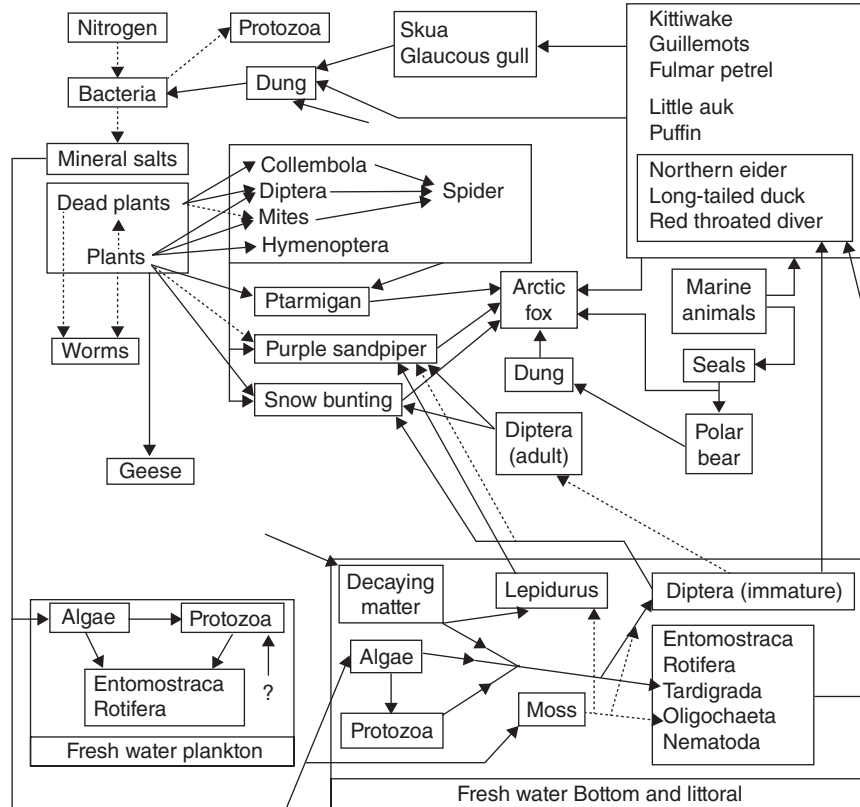 Nitrogen
Protozoa
Skua
Glaucous gull
Kittiwake
Guillemots
Fulmar petrel
Little auk
Puffin
Bacteria
Dung
Mineral salts
Northern eider
Long-tailed duck
Red throated diver
Dead plants
Plants
Collembola
Diptera
Mites
Hymenoptera
Spider
Ptarmigan
Arctic
fox
Marine
animals
Worms
Purple sandpiper
Dung
Seals
Snow bunting
Diptera
(adult)
Polar
bear
Geese
Decaying
matter
Lepidurus
Diptera (immature)
Algae
Protozoa
Entomostraca
Rotifera
?
Fresh water plankton
Algae
Protozoa
Moss
Entomostraca
Rotifera
Tardigrada
Oligochaeta
Nematoda
Fresh water Bottom and littoral